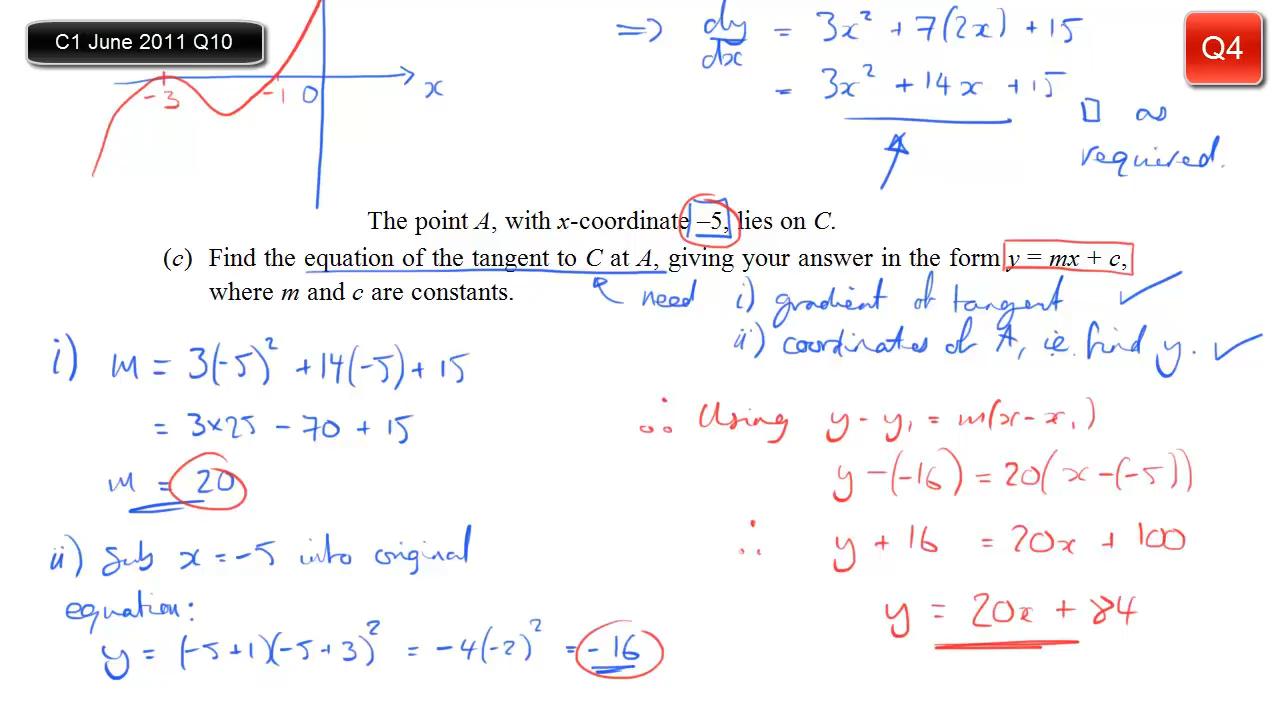 C1 June 2011 Q10
Q4
⇒ dy/dx = 3x² + 7(2x) + 15
= 3x² + 14x + 15
□ as
required.
-3 -1 0 x
The point A, with x-coordinate –5, lies on C.
(c) Find the equation of the tangent to C at A, giving your answer in the form y = mx + c,
where m and c are constants.
need i) gradient of tangent ✓
ii) coordinates of A, i.e. find y. ✓
i) m = 3(-5)² + 14(-5) + 15
= 3×25 - 70 + 15
m = 20
ii) Sub x = -5 into original
equation:
y = (-5+1)(-5+3)² = -4(-2)² = -16
∴ Using y - y₁ = m(x - x₁)
y - (-16) = 20(x - (-5))
∴ y + 16 = 20x + 100
y = 20x + 84